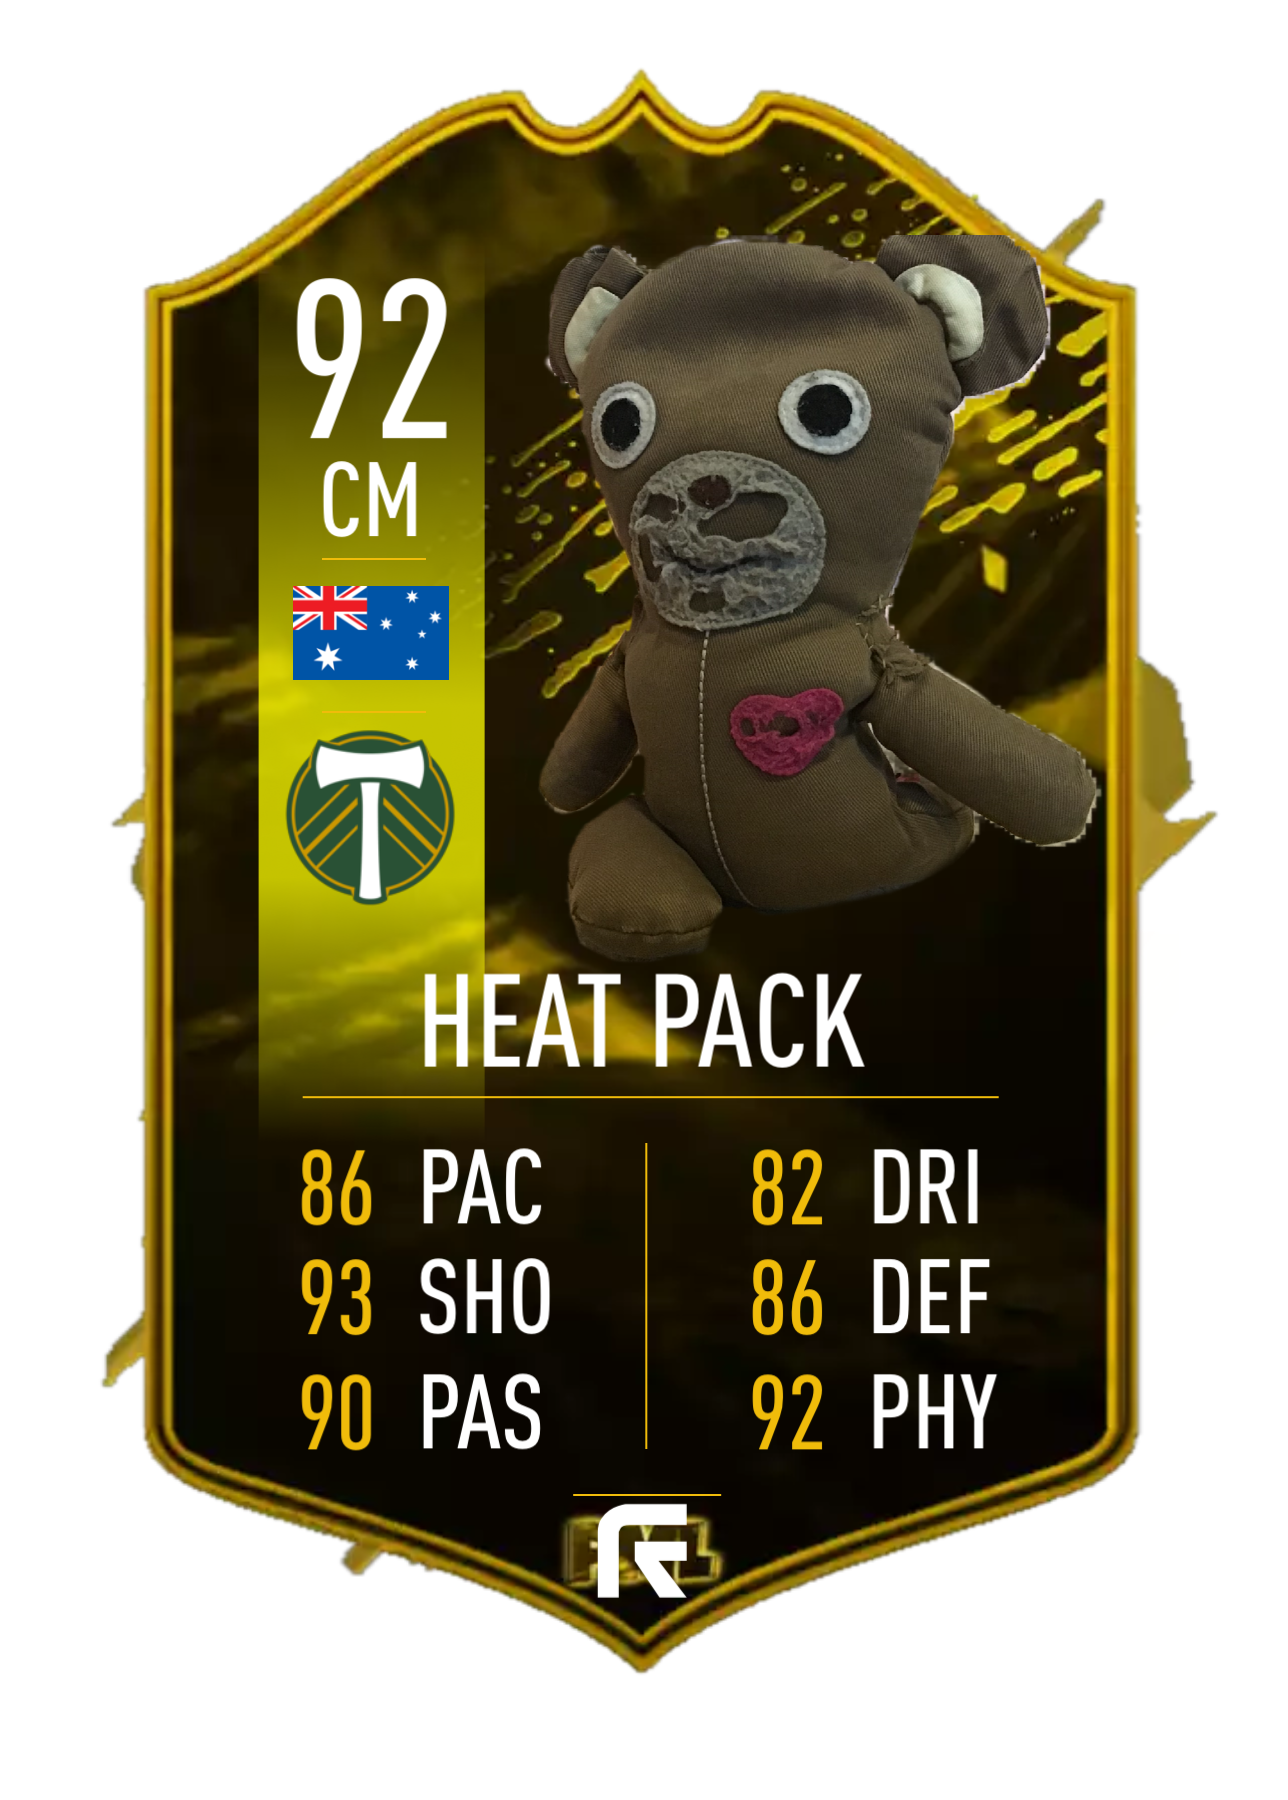 92
CM
HEAT PACK
86 PAC
82 DRI
93 SHO
86 DEF
90 PAS
92 PHY